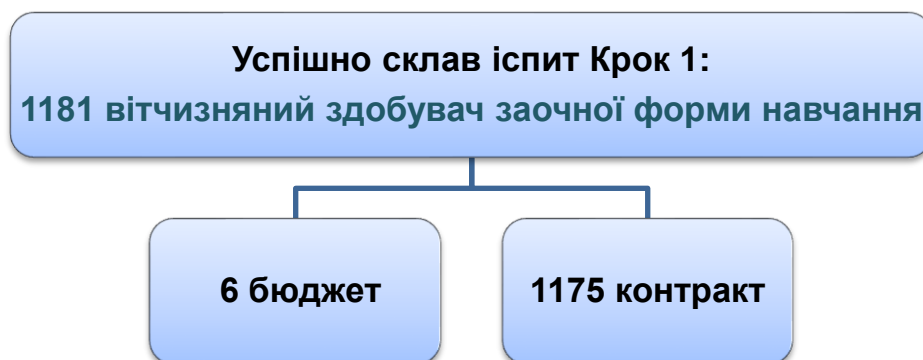 Успішно склав іспит Крок 1:
1181 вітчизняний здобувач заочної форми навчання
6 бюджет
1175 контракт